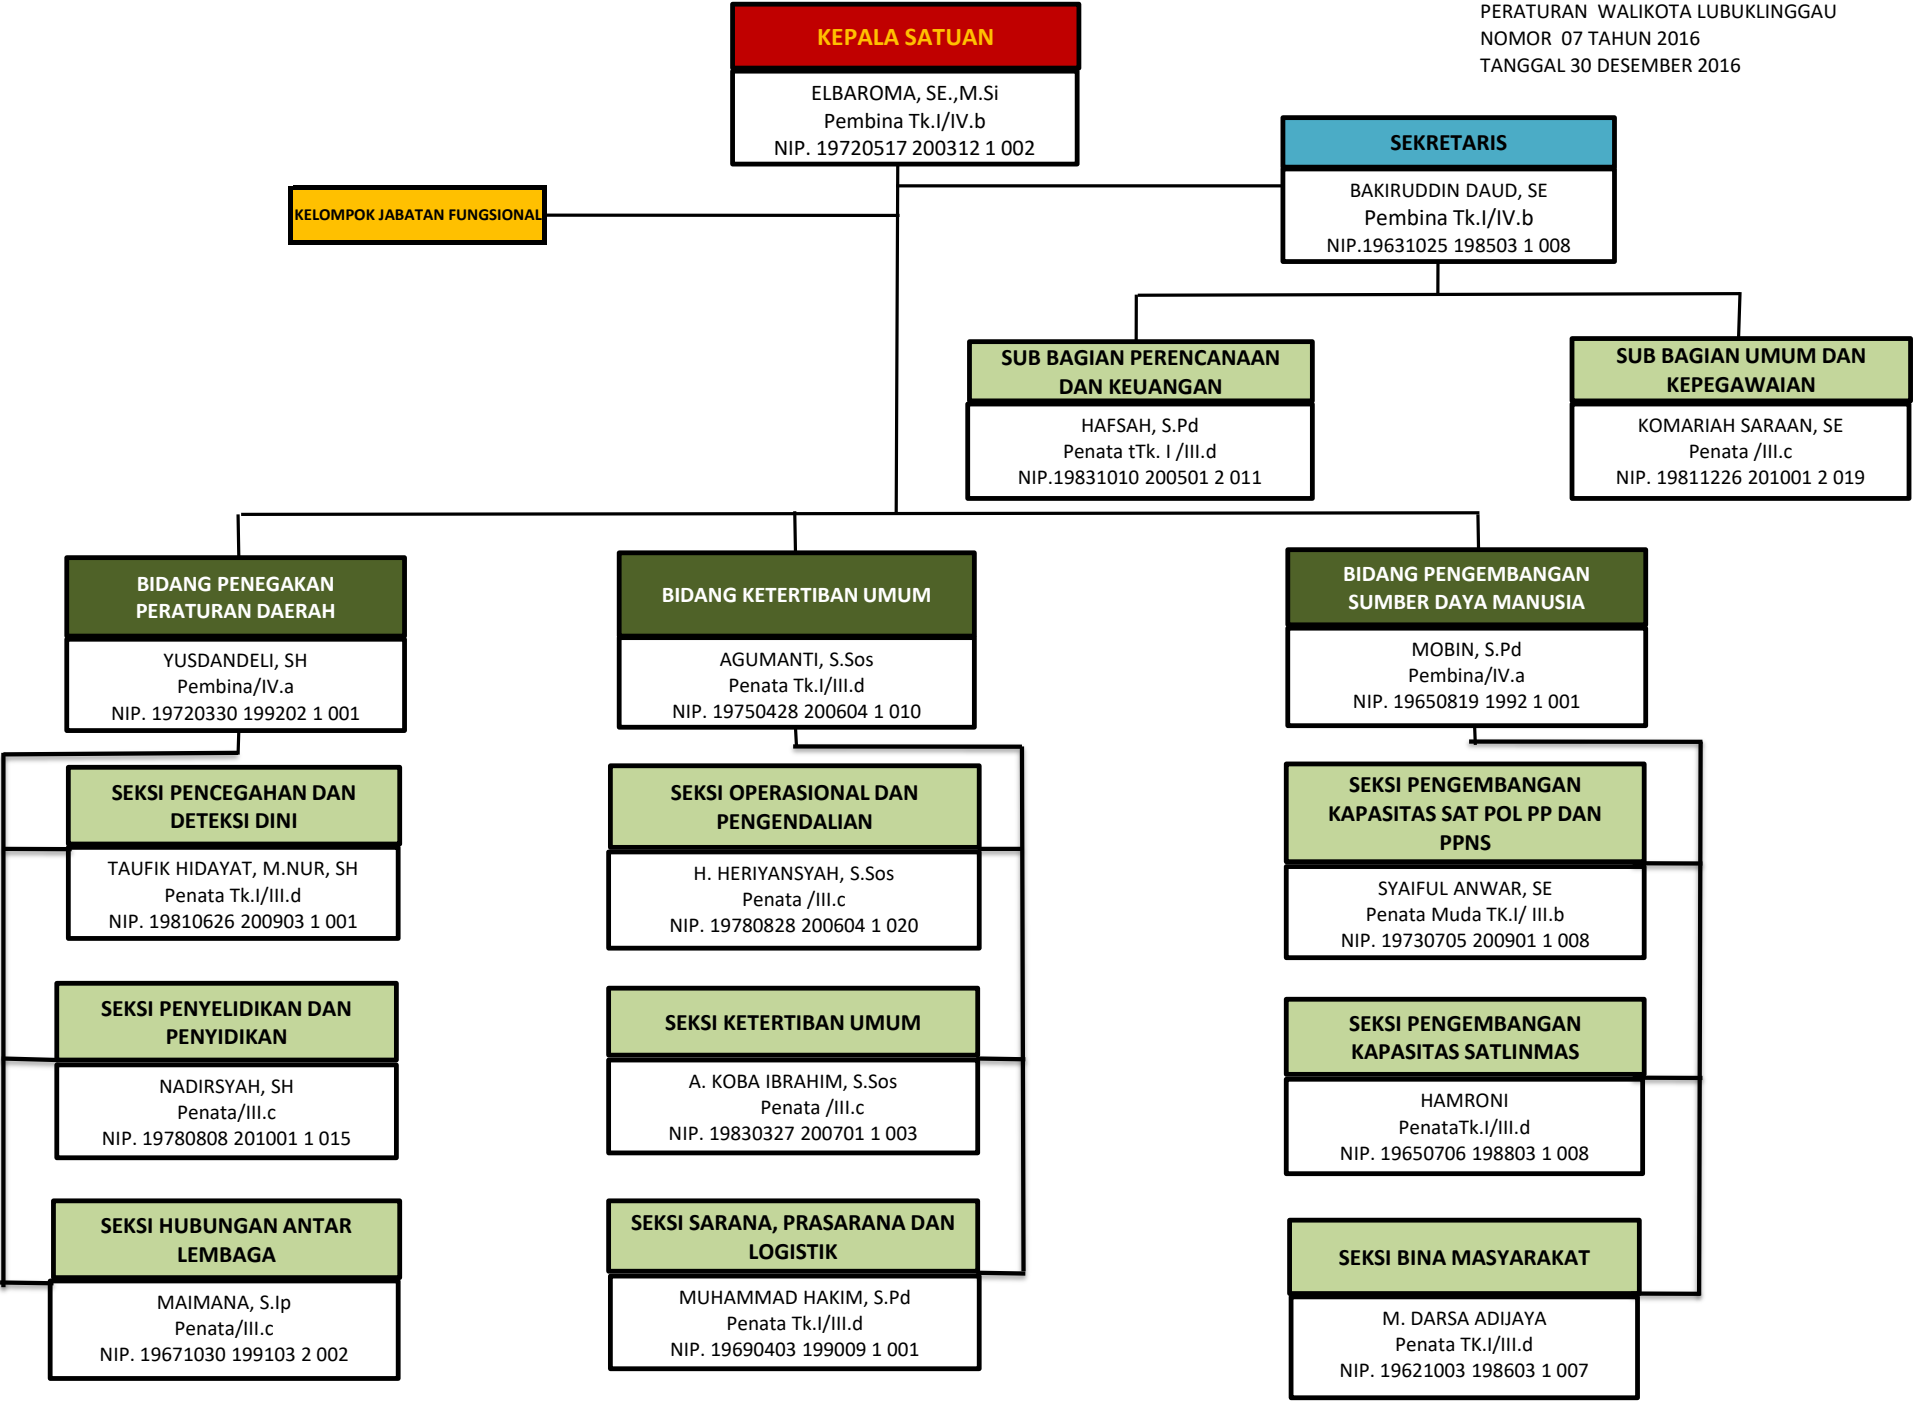 PERATURAN WALIKOTA LUBUKLINGGAU
NOMOR 07 TAHUN 2016
TANGGAL 30 DESEMBER 2016
KEPALA SATUAN
ELBAROMA, SE.,M.Si
Pembina Tk.I/IV.b
NIP. 19720517 200312 1 002
SEKRETARIS
BAKIRUDDIN DAUD, SE
Pembina Tk.I/IV.b
NIP.19631025 198503 1 008
KELOMPOK JABATAN FUNGSIONAL
SUB BAGIAN PERENCANAAN
DAN KEUANGAN
HAFSAH, S.Pd
Penata tTk. I /III.d
NIP.19831010 200501 2 011
SUB BAGIAN UMUM DAN
KEPEGAWAIAN
KOMARIAH SARAAN, SE
Penata /III.c
NIP. 19811226 201001 2 019
BIDANG PENEGAKAN
PERATURAN DAERAH
YUSDANDELI, SH
Pembina/IV.a
NIP. 19720330 199202 1 001
BIDANG KETERTIBAN UMUM
AGUMANTI, S.Sos
Penata Tk.I/III.d
NIP. 19750428 200604 1 010
BIDANG PENGEMBANGAN
SUMBER DAYA MANUSIA
MOBIN, S.Pd
Pembina/IV.a
NIP. 19650819 1992 1 001
SEKSI PENCEGAHAN DAN
DETEKSI DINI
TAUFIK HIDAYAT, M.NUR, SH
Penata Tk.I/III.d
NIP. 19810626 200903 1 001
SEKSI OPERASIONAL DAN
PENGENDALIAN
H. HERIYANSYAH, S.Sos
Penata /III.c
NIP. 19780828 200604 1 020
SEKSI PENGEMBANGAN
KAPASITAS SAT POL PP DAN
PPNS
SYAIFUL ANWAR, SE
Penata Muda TK.I/ III.b
NIP. 19730705 200901 1 008
SEKSI PENYELIDIKAN DAN
PENYIDIKAN
NADIRSYAH, SH
Penata/III.c
NIP. 19780808 201001 1 015
SEKSI KETERTIBAN UMUM
A. KOBA IBRAHIM, S.Sos
Penata /III.c
NIP. 19830327 200701 1 003
SEKSI PENGEMBANGAN
KAPASITAS SATLINMAS
HAMRONI
PenataTk.I/III.d
NIP. 19650706 198803 1 008
SEKSI HUBUNGAN ANTAR
LEMBAGA
MAIMANA, S.Ip
Penata/III.c
NIP. 19671030 199103 2 002
SEKSI SARANA, PRASARANA DAN
LOGISTIK
MUHAMMAD HAKIM, S.Pd
Penata Tk.I/III.d
NIP. 19690403 199009 1 001
SEKSI BINA MASYARAKAT
M. DARSA ADIJAYA
Penata TK.I/III.d
NIP. 19621003 198603 1 007